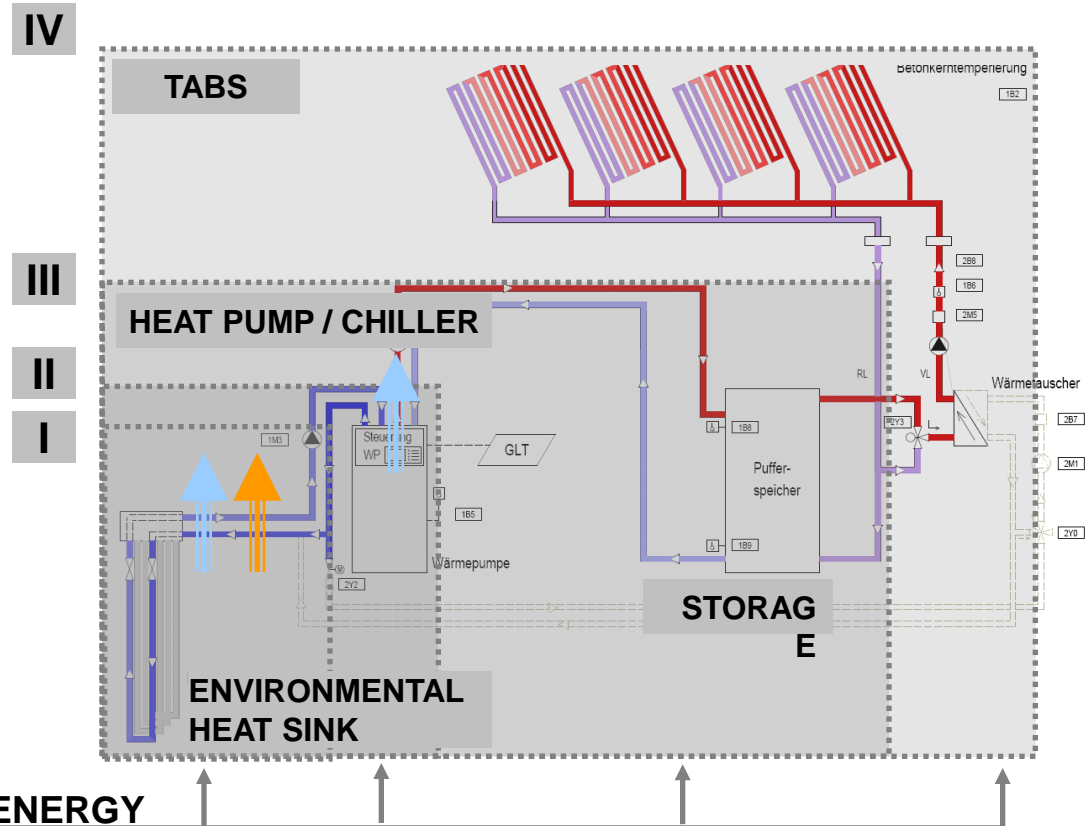 IV
TABS
Betonkerntemperierung
1B2
III
2B8
1B6
2M5
HEAT PUMP / CHILLER
II
RL
VL
Wärmetauscher
I
1M3
Steuerung
WP
GLT
1B8
2Y3
2B7
Puffer-
speicher
2M1
1B5
2Y0
1B9
Wärmepumpe
M
2Y2
STORAG
E
ENVIRONMENTAL
HEAT SINK
ENERGY